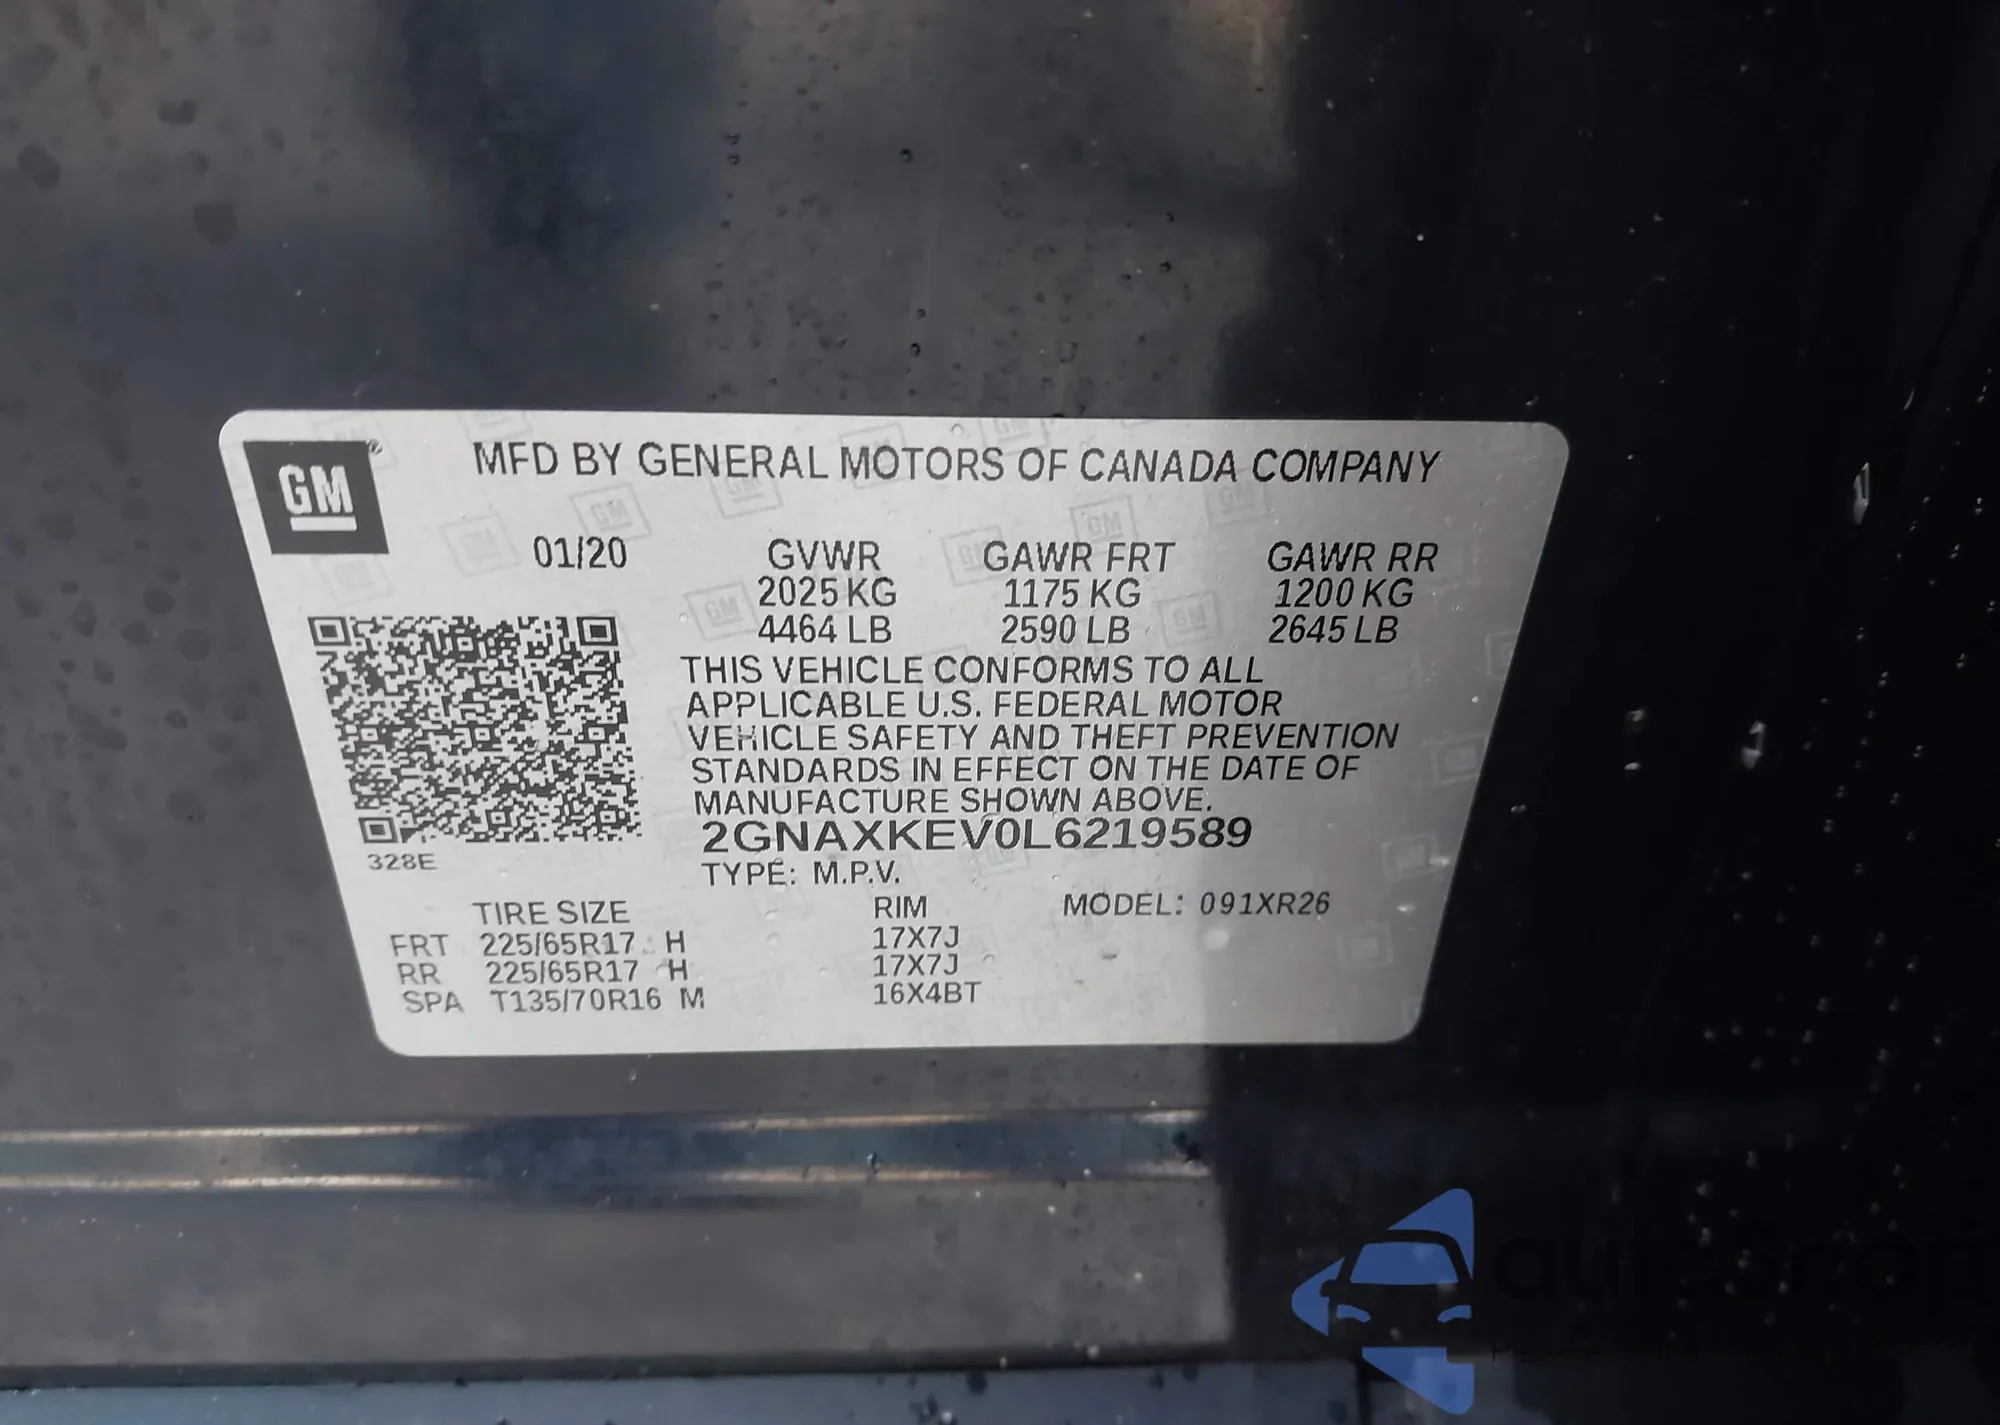 GM
MFD BY GENERAL MOTORS OF CANADA COMPANY
01/20 GVWR GAWR FRT GAWR RR
2025 KG 1175 KG 1200 KG
4464 LB 2590 LB 2645 LB
THIS VEHICLE CONFORMS TO ALL
APPLICABLE U.S. FEDERAL MOTOR
VEHICLE SAFETY AND THEFT PREVENTION
STANDARDS IN EFFECT ON THE DATE OF
MANUFACTURE SHOWN ABOVE.
2GNAXKEV0L6219589
328E
TYPE: M.P.V.
TIRE SIZE RIM MODEL: 091XR26
FRT 225/65R17 H 17X7J
RR 225/65R17 H 17X7J
SPA T135/70R16 M 16X4BT